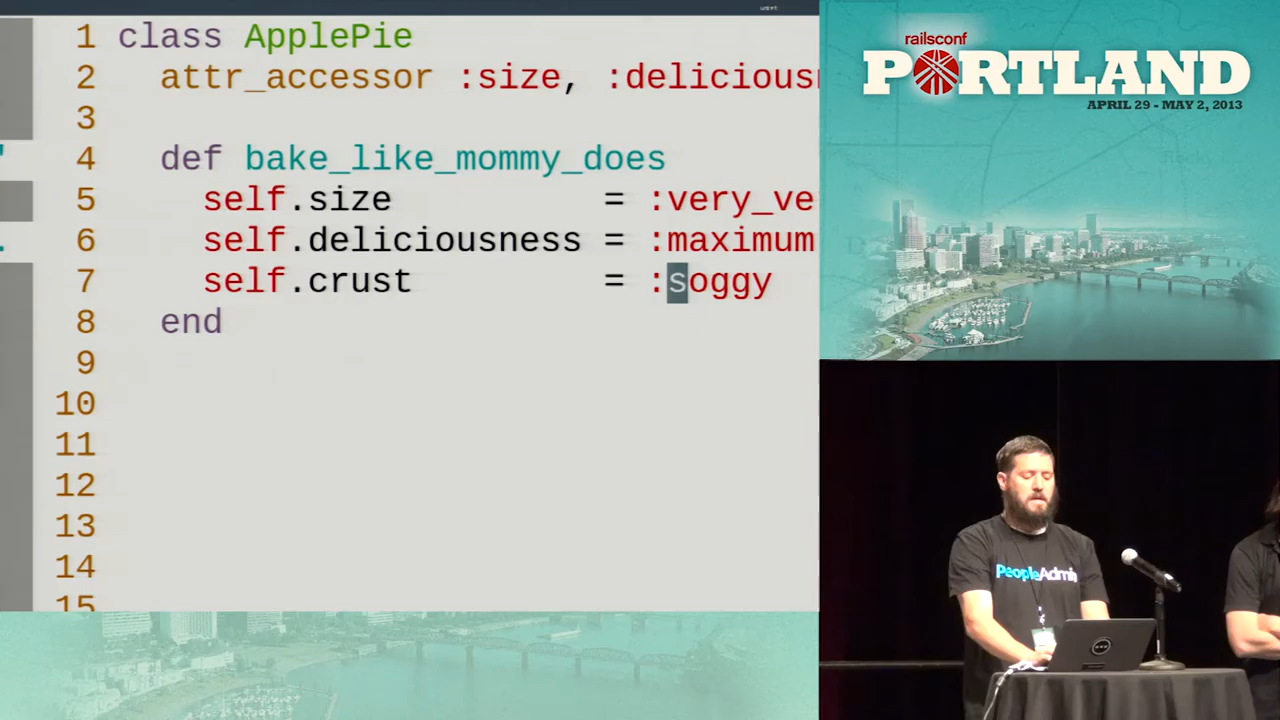 1 class ApplePie
2 attr_accessor :size, :deliciousn
3
4 def bake_like_mommy_does
5 self.size = :very_ve
6 self.deliciousness = :maximum
7 self.crust = :soggy
8 end
9
10
11
12
13
14
15
railsconf
PORTLAND
APRIL 29 - MAY 2, 2013
PeopleAdmin